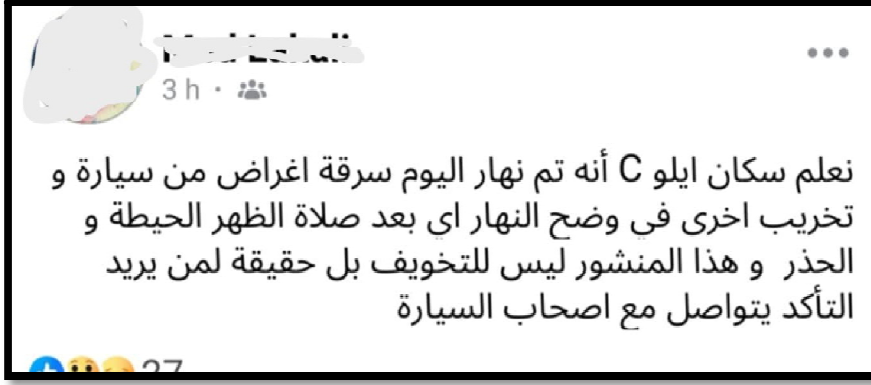 3 h ·
نعلم سكان ايلو C أنه تم نهار اليوم سرقة اغراض من سيارة و
تخريب اخرى في وضح النهار اي بعد صلاة الظهر الحيطة و
الحذر و هذا المنشور ليس للتخويف بل حقيقة لمن يريد
التأكد يتواصل مع اصحاب السيارة